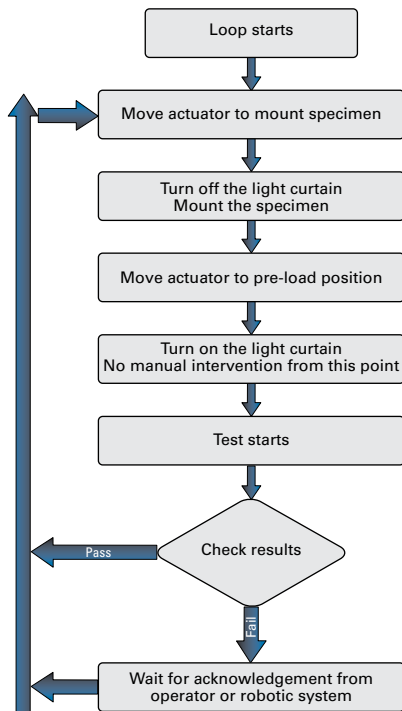 Loop starts
Move actuator to mount specimen
Turn off the light curtain
Mount the specimen
Move actuator to pre-load position
Turn on the light curtain
No manual intervention from this point
Test starts
Check results
Pass
Fail
Wait for acknowledgement from
operator or robotic system